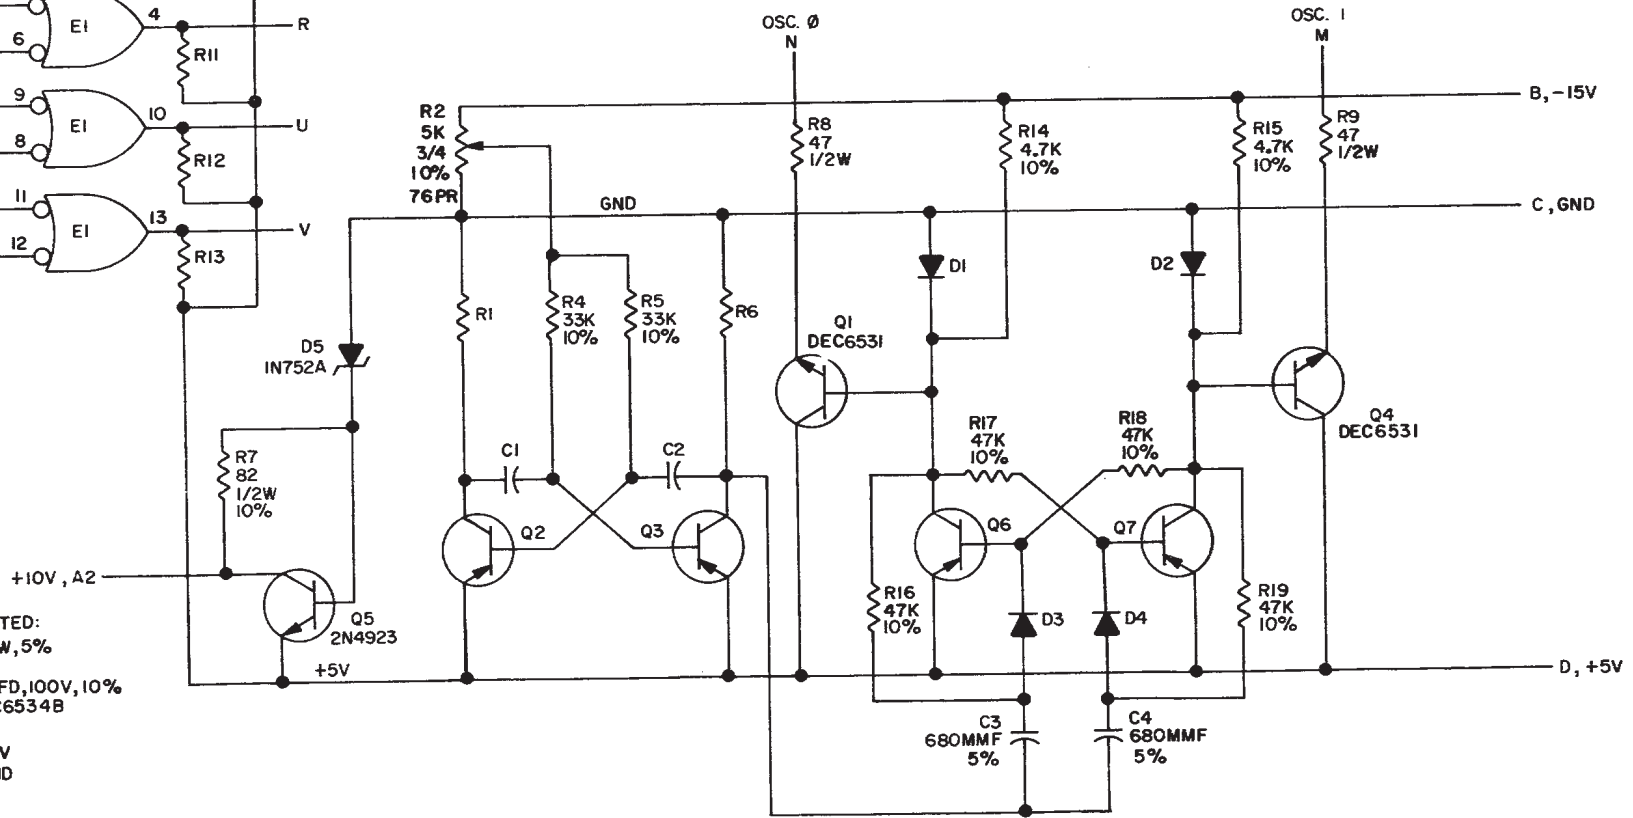 OSC. 0
N
OSC. 1
M
4
E1
R
6
R11
B,-15V
9
E1
10
U
8
R12
R2
5K
3/4
10%
76PR
R8
47
1/2W
R14
4.7K
10%
R15
4.7K
10%
R9
47
1/2W
11
E1
13
V
12
R13
GND
C,GND
D1
D2
D5
1N752A
R1
R4
33K
10%
R5
33K
10%
R6
Q1
DEC6531
Q4
DEC6531
R7
82
1/2W
10%
C1
C2
R17
47K
10%
R18
47K
10%
Q2
Q3
Q6
Q7
+10V,A2
Q5
2N4923
R16
47K
10%
D3
D4
R19
47K
10%
TED:
W,5%
+5V
D,+5V
FD,100V,10%
6534B
C3
680MMF
5%
C4
680MMF
5%
V
ND